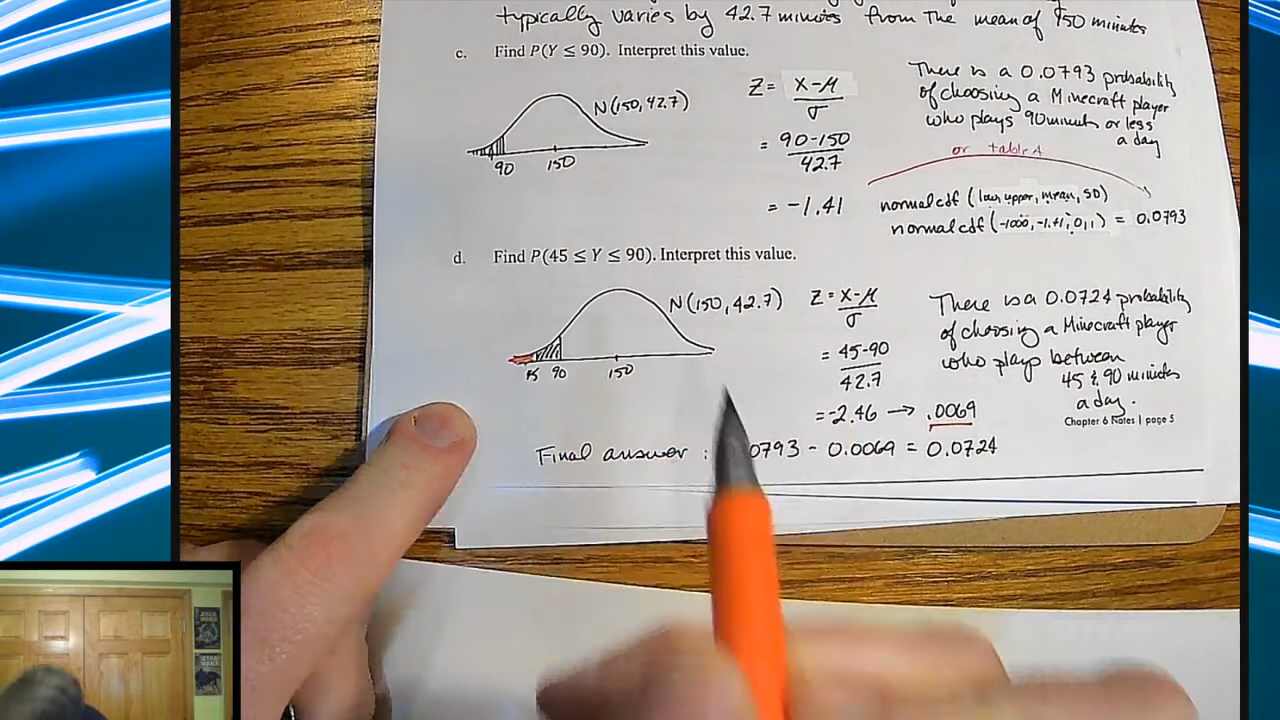 typically varies by 42.7 minutes from the mean of 150 minutes
c. Find P(Y ≤ 90). Interpret this value.
N(150, 42.7)
90 150
Z = X-μ
σ
= 90-150
42.7
= -1.41
There is a 0.0793 probability
of choosing a Minecraft player
who plays 90 minutes or less
a day
or table A
normalcdf (low, upper, mean, SD)
normalcdf (-1000, -1.41, 0, 1) = 0.0793
d. Find P(45 ≤ Y ≤ 90). Interpret this value.
N(150, 42.7)
45 90 150
Z = X-μ
σ
= 45-90
42.7
= -2.46 → .0069
There is a 0.0724 probability
of choosing a Minecraft player
who plays between
45 & 90 minutes
a day.
Chapter 6 Notes | page 5
Final answer : 0793 - 0.0069 = 0.0724
STAR
WARS
STAR
WARS